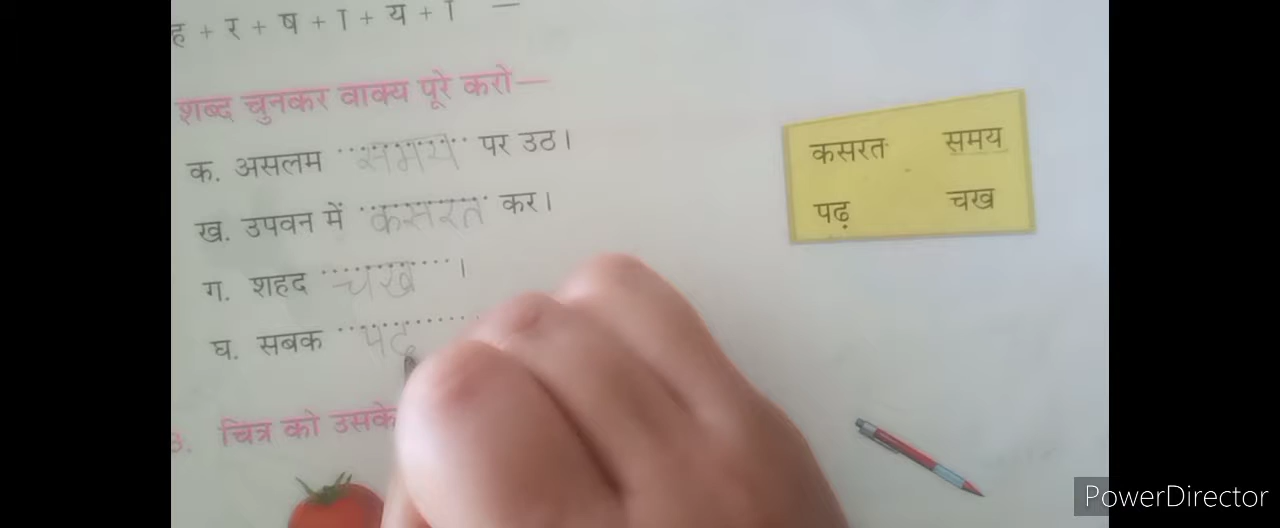 ह + र + ष + ा + य + ा —
शब्द चुनकर वाक्य पूरे करो—
क. असलम समय पर उठ।
ख. उपवन में कसरत कर।
ग. शहद चख ।
घ. सबक पढ़
कसरत समय
पढ़ चख
3. चित्र को उसके
PowerDirector